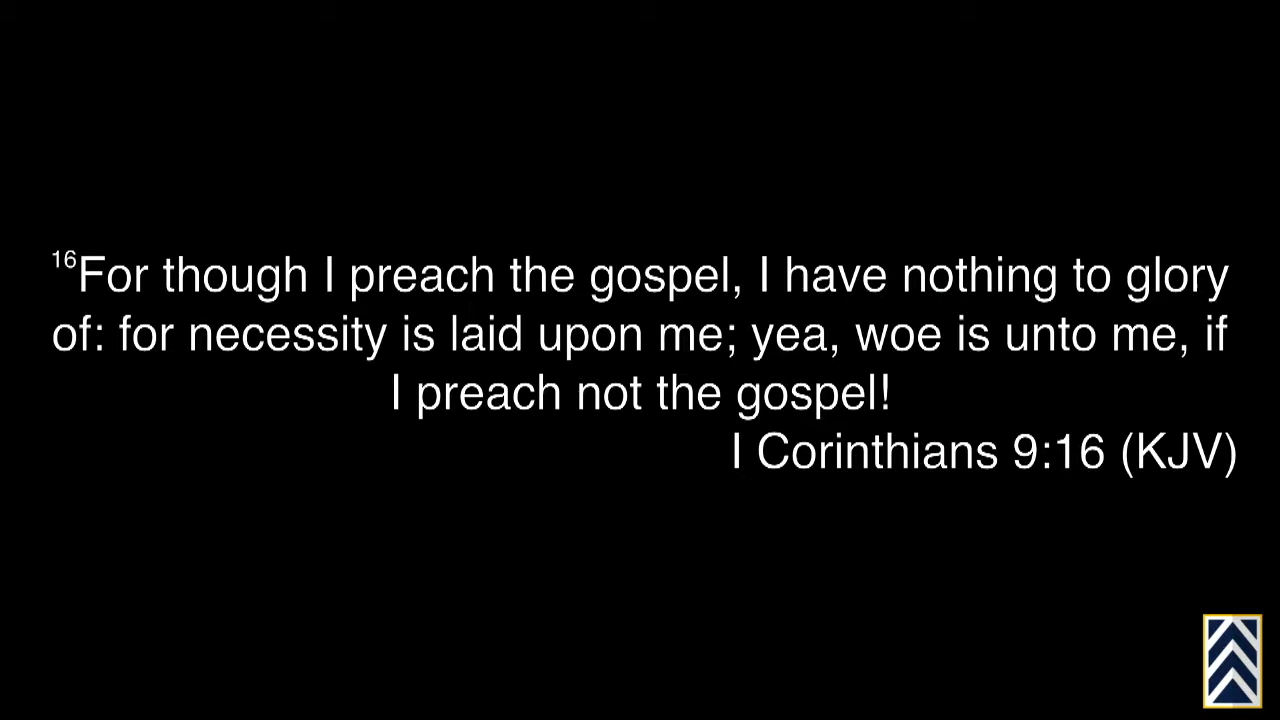 16For though I preach the gospel, I have nothing to glory
of: for necessity is laid upon me; yea, woe is unto me, if
I preach not the gospel!
I Corinthians 9:16 (KJV)